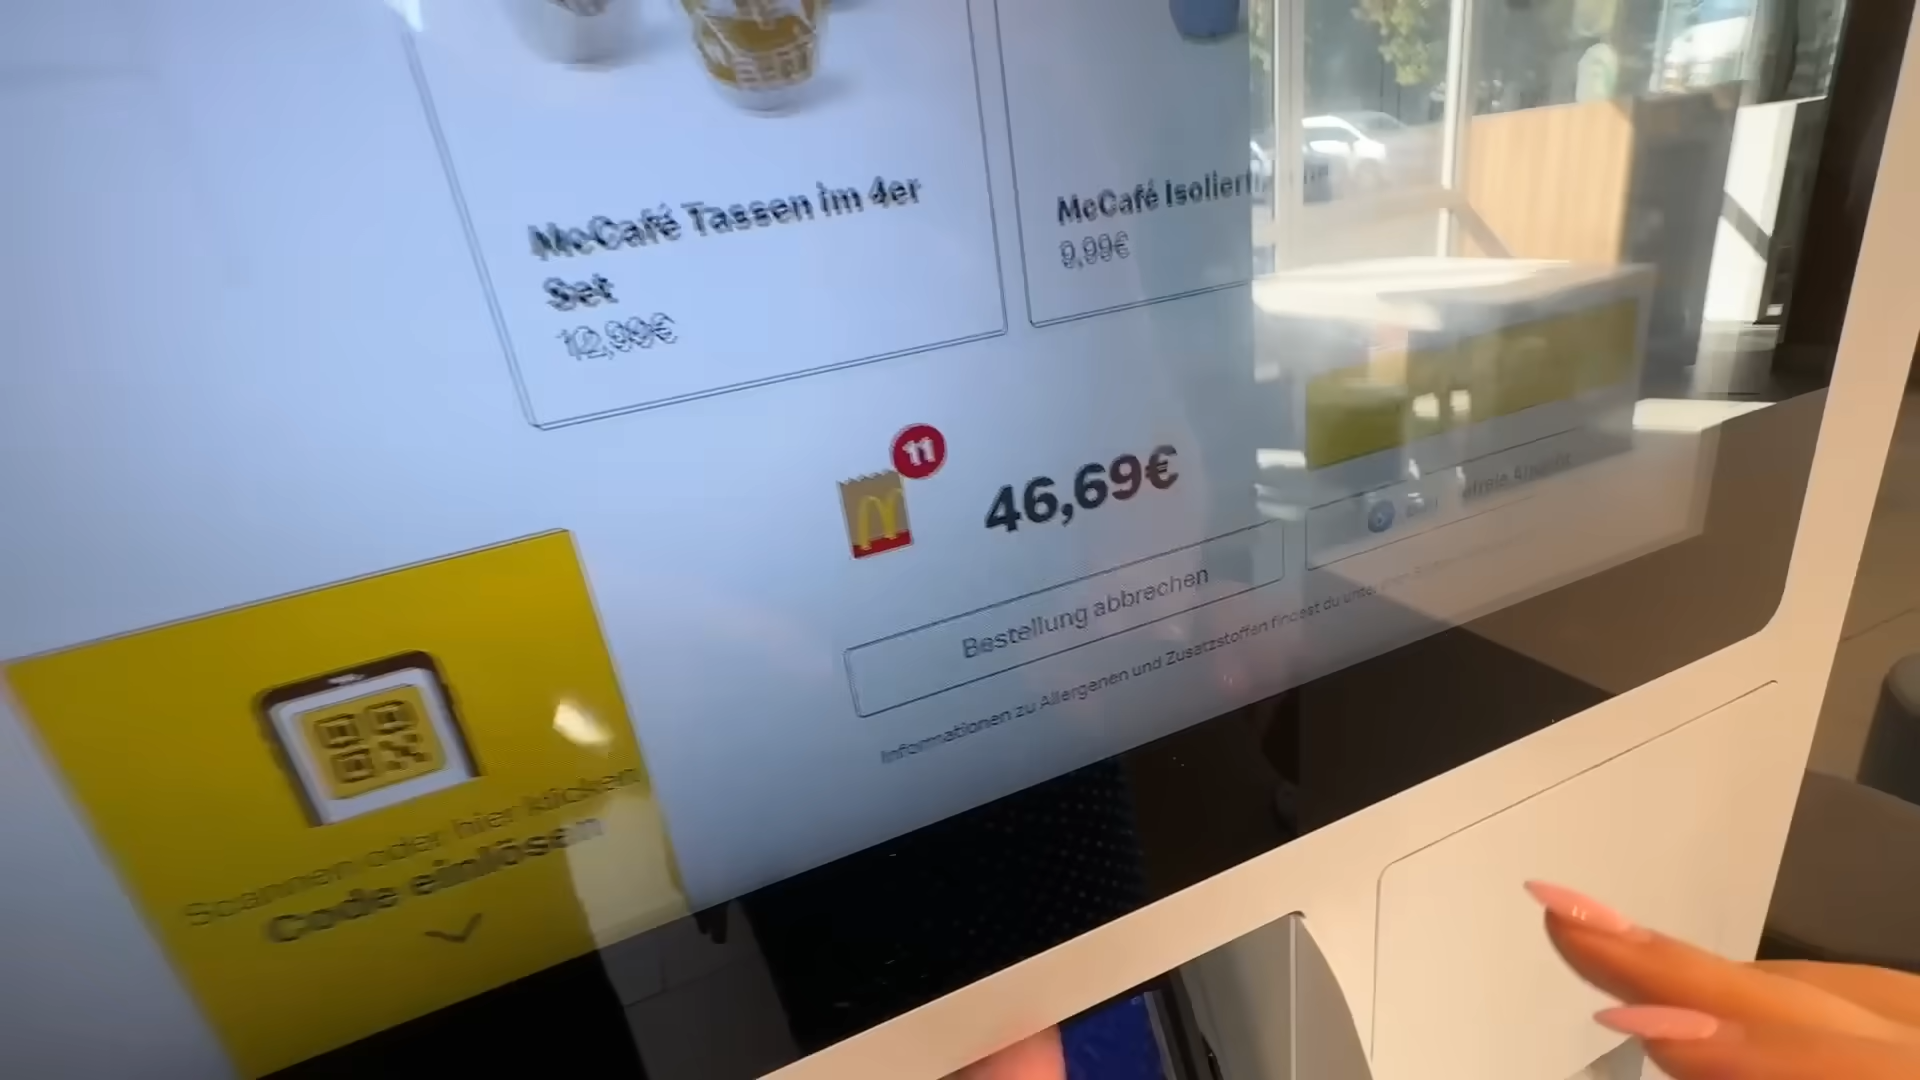 McCafé Tassen im 4er
Set
12,99€
McCafé Isolier
9,99€
11
46,69€
Bestellung abbrechen
Informationen zu Allergenen und Zusatzstoffen findest du unter
Scannen oder hier klicken
Code einlösen